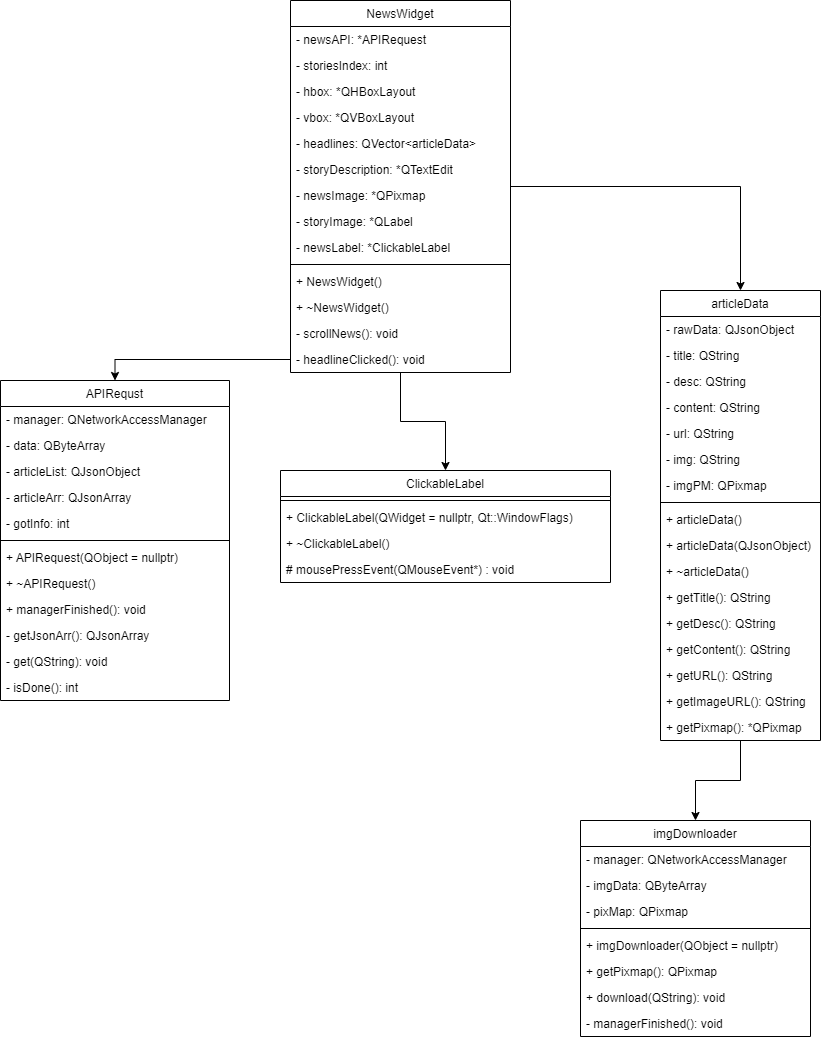 NewsWidget
- newsAPI: *APIRequest
- storiesIndex: int
- hbox: *QHBoxLayout
- vbox: *QVBoxLayout
- headlines: QVector<articleData>
- storyDescription: *QTextEdit
- newsImage: *QPixmap
- storyImage: *QLabel
- newsLabel: *ClickableLabel
+ NewsWidget()
+ ~NewsWidget()
- scrollNews(): void
- headlineClicked(): void
APIRequst
- manager: QNetworkAccessManager
- data: QByteArray
- articleList: QJsonObject
- articleArr: QJsonArray
- gotInfo: int
+ APIRequest(QObject = nullptr)
+ ~APIRequest()
+ managerFinished(): void
- getJsonArr(): QJsonArray
- get(QString): void
- isDone(): int
ClickableLabel
+ ClickableLabel(QWidget = nullptr, Qt::WindowFlags)
+ ~ClickableLabel()
# mousePressEvent(QMouseEvent*) : void
articleData
- rawData: QJsonObject
- title: QString
- desc: QString
- content: QString
- url: QString
- img: QString
- imgPM: QPixmap
+ articleData()
+ articleData(QJsonObject)
+ ~articleData()
+ getTitle(): QString
+ getDesc(): QString
+ getContent(): QString
+ getURL(): QString
+ getImageURL(): QString
+ getPixmap(): *QPixmap
imgDownloader
- manager: QNetworkAccessManager
- imgData: QByteArray
- pixMap: QPixmap
+ imgDownloader(QObject = nullptr)
+ getPixmap(): QPixmap
+ download(QString): void
- managerFinished(): void